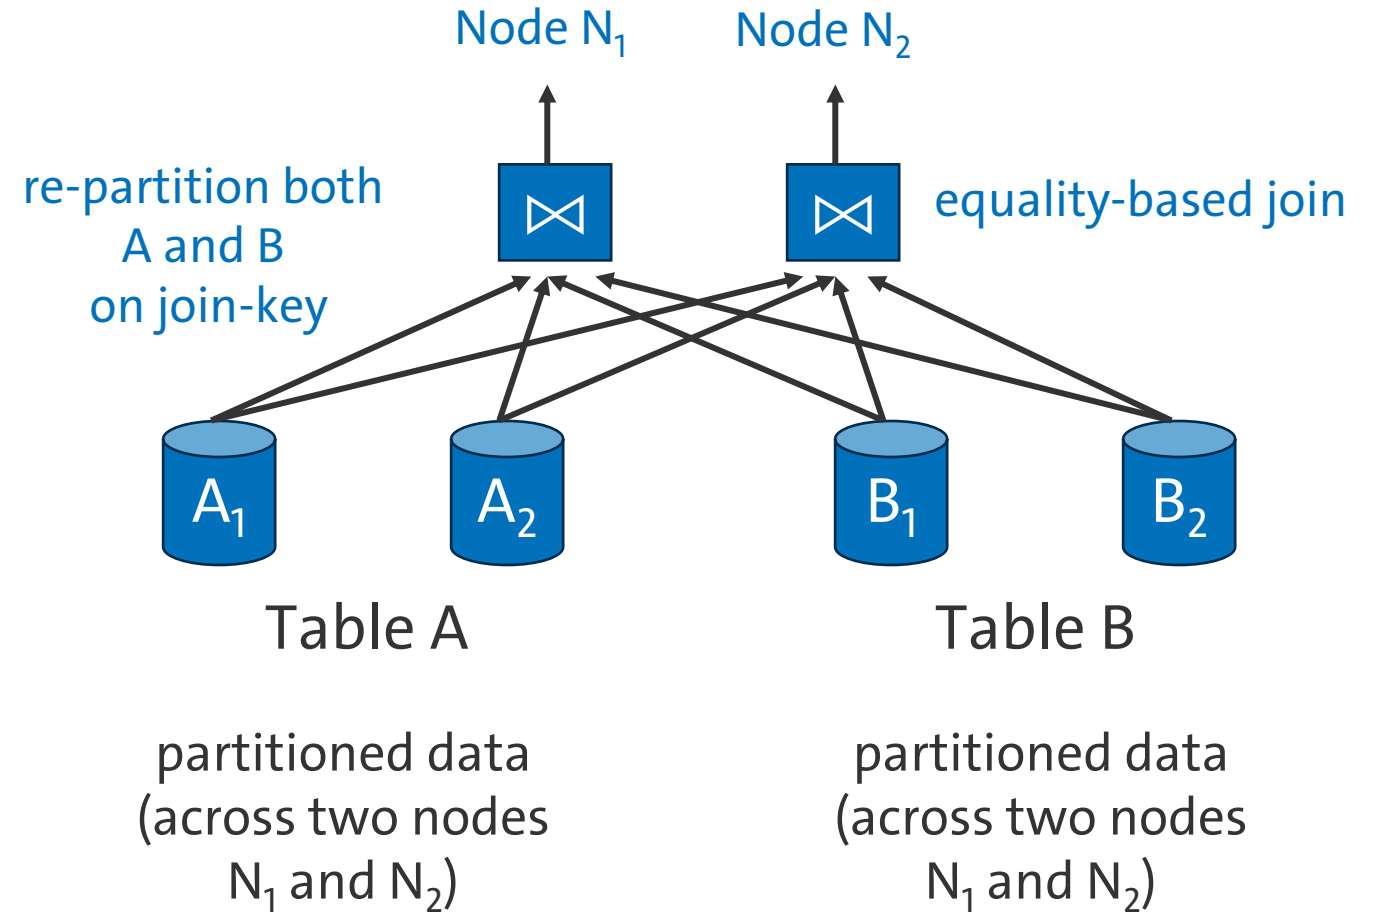 Node N₁
Node N₂
re-partition both
A and B
on join-key
⋈
⋈
equality-based join
A₁
A₂
B₁
B₂
Table A
Table B
partitioned data
(across two nodes
N₁ and N₂)
partitioned data
(across two nodes
N₁ and N₂)